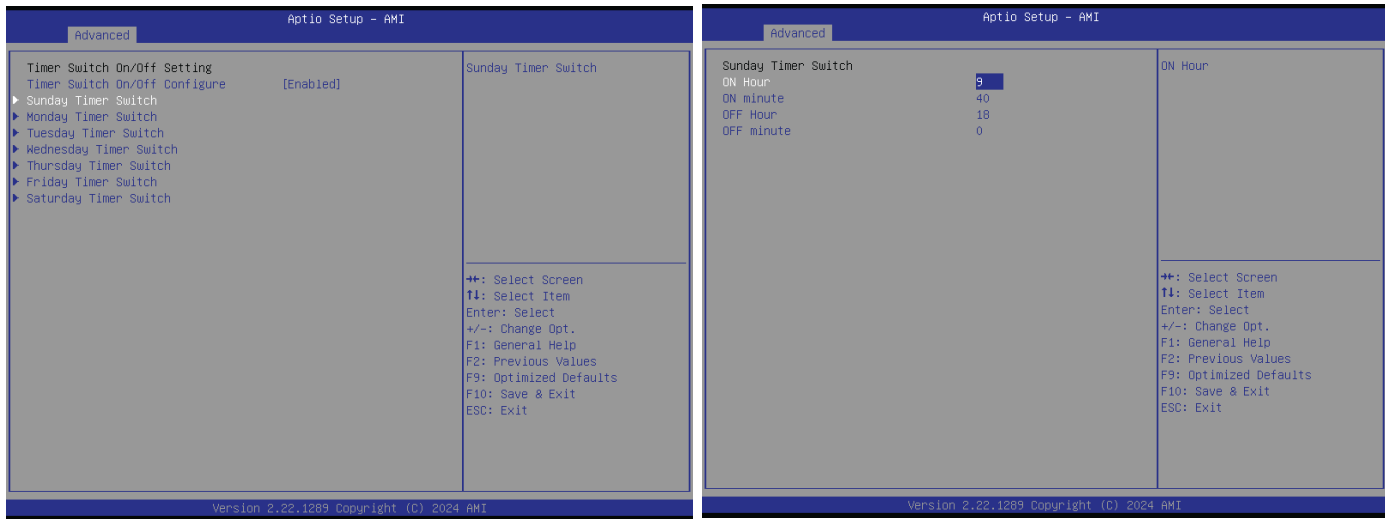 Aptio Setup - AMI
Advanced
Timer Switch On/Off Setting
Timer Switch On/Off Configure [Enabled]
Sunday Timer Switch
Monday Timer Switch
Tuesday Timer Switch
Wednesday Timer Switch
Thursday Timer Switch
Friday Timer Switch
Saturday Timer Switch
Sunday Timer Switch
→←: Select Screen
↑↓: Select Item
Enter: Select
+/-: Change Opt.
F1: General Help
F2: Previous Values
F9: Optimized Defaults
F10: Save & Exit
ESC: Exit
Version 2.22.1289 Copyright (C) 2024 AMI
Aptio Setup - AMI
Advanced
Sunday Timer Switch
ON Hour 9
ON minute 40
OFF Hour 18
OFF minute 0
ON Hour
→←: Select Screen
↑↓: Select Item
Enter: Select
+/-: Change Opt.
F1: General Help
F2: Previous Values
F9: Optimized Defaults
F10: Save & Exit
ESC: Exit
Version 2.22.1289 Copyright (C) 2024 AMI